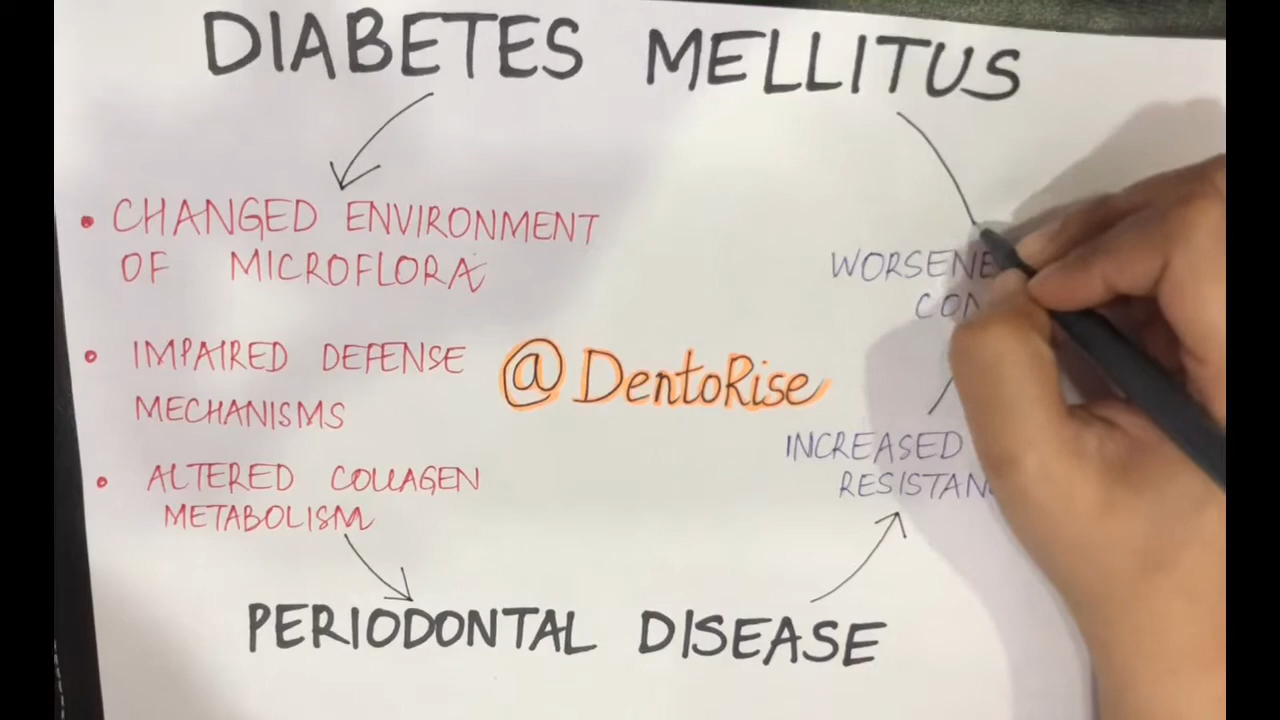 DIABETES MELLITUS
• CHANGED ENVIRONMENT
OF MICROFLORA
• IMPAIRED DEFENSE
MECHANISMS
• ALTERED COLLAGEN
METABOLISM
@DentoRise
INCREASED
PERIODONTAL DISEASE